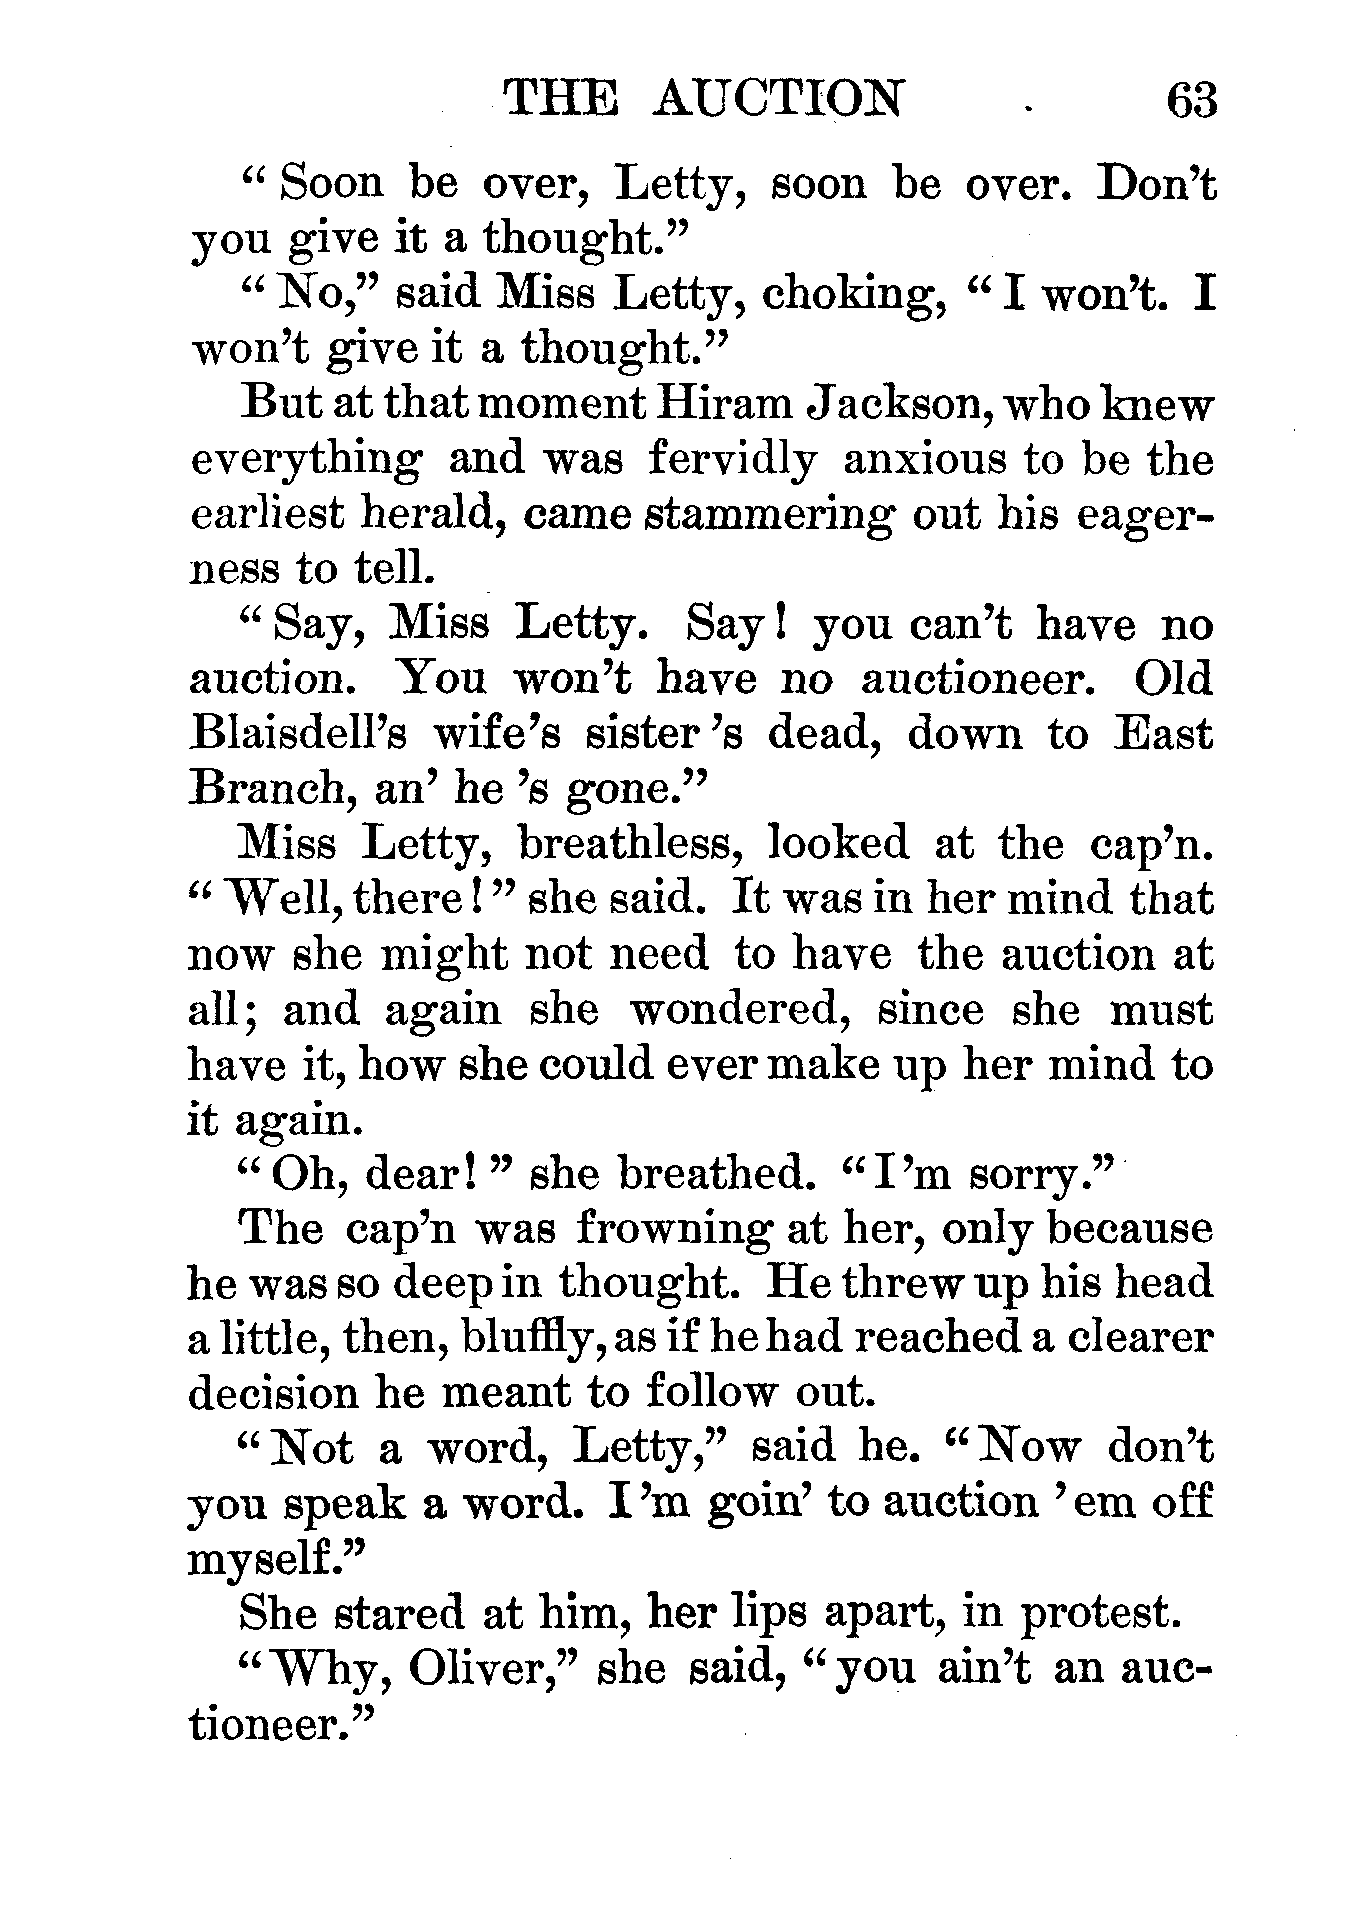 THE AUCTION 63
“Soon be over, Letty, soon be over. Don’t
you give it a thought.”
“No,” said Miss Letty, choking, “I won’t. I
won’t give it a thought.”
But at that moment Hiram Jackson, who knew
everything and was fervidly anxious to be the
earliest herald, came stammering out his eager-
ness to tell.
“Say, Miss Letty. Say! you can’t have no
auction. You won’t have no auctioneer. Old
Blaisdell’s wife’s sister ’s dead, down to East
Branch, an’ he ’s gone.”
Miss Letty, breathless, looked at the cap’n.
“Well, there!” she said. It was in her mind that
now she might not need to have the auction at
all; and again she wondered, since she must
have it, how she could ever make up her mind to
it again.
“Oh, dear!” she breathed. “I ’m sorry.”
The cap’n was frowning at her, only because
he was so deep in thought. He threw up his head
a little, then, bluffly, as if he had reached a clearer
decision he meant to follow out.
“Not a word, Letty,” said he. “Now don’t
you speak a word. I ’m goin’ to auction ’em off
myself.”
She stared at him, her lips apart, in protest.
“Why, Oliver,” she said, “you ain’t an auc-
tioneer.”